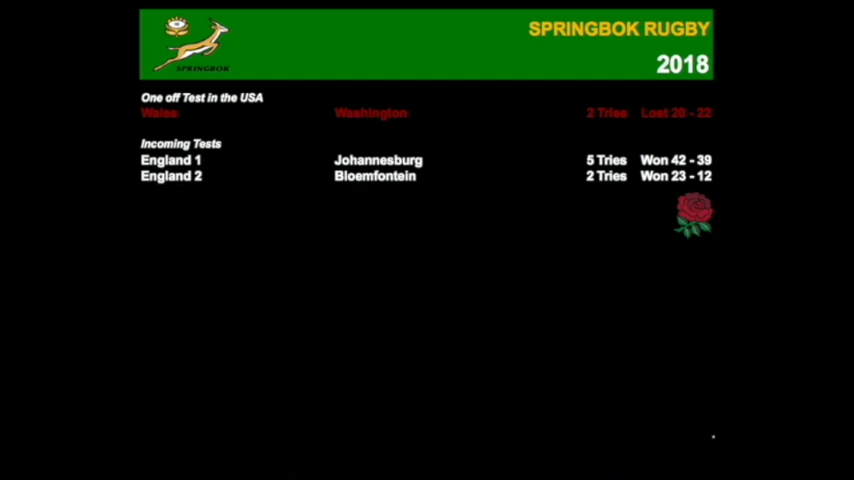 SPRINGBOK RUGBY
SPRINGBOK
2018
One off Test in the USA
Wales Washington 2 Tries Lost 20 - 22
Incoming Tests
England 1 Johannesburg 5 Tries Won 42 - 39
England 2 Bloemfontein 2 Tries Won 23 - 12